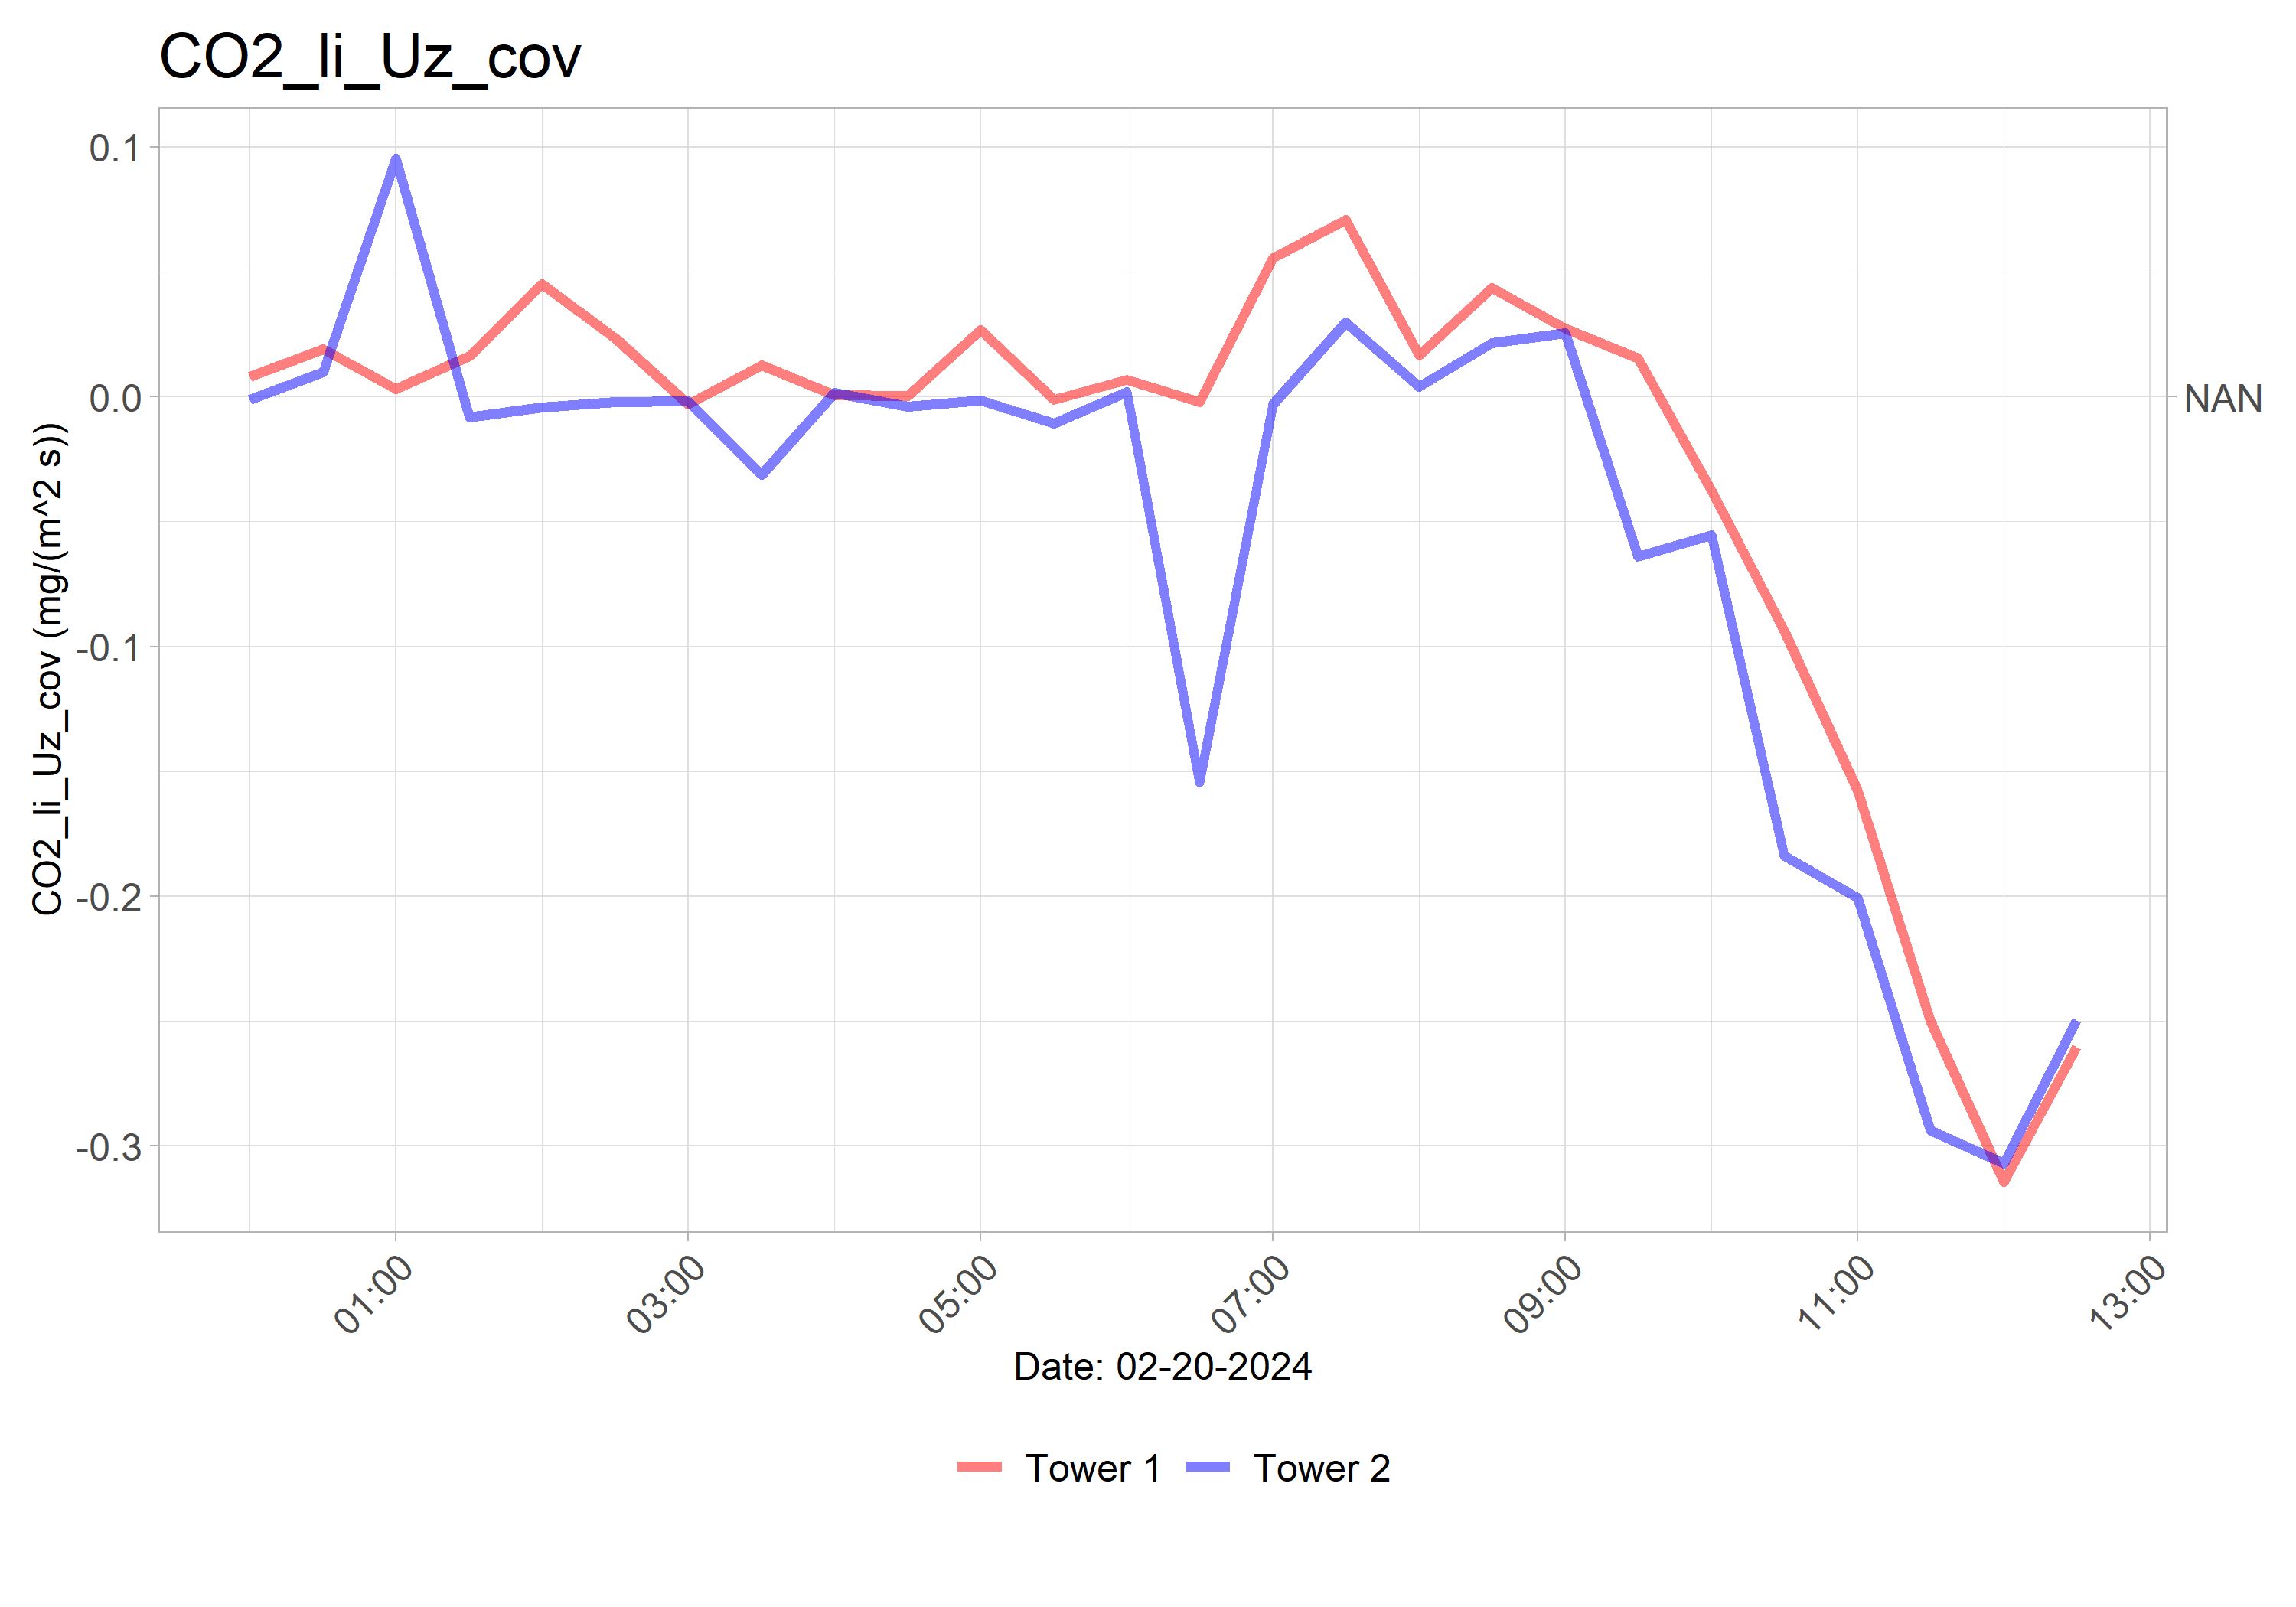 CO2_li_Uz_cov
CO2_li_Uz_cov (mg/(m^2 s))
0.1
0.0
-0.1
-0.2
-0.3
NAN
01:00
03:00
05:00
07:00
09:00
11:00
13:00
Date: 02-20-2024
Tower 1
Tower 2